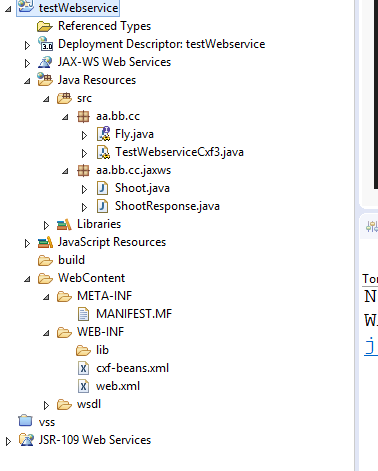 testWebservice
Referenced Types
Deployment Descriptor: testWebservice
JAX-WS Web Services
Java Resources
src
aa.bb.cc
Fly.java
TestWebserviceCxf3.java
aa.bb.cc.jaxws
Shoot.java
ShootResponse.java
Libraries
JavaScript Resources
build
WebContent
META-INF
MANIFEST.MF
WEB-INF
lib
cxf-beans.xml
web.xml
wsdl
vss
JSR-109 Web Services